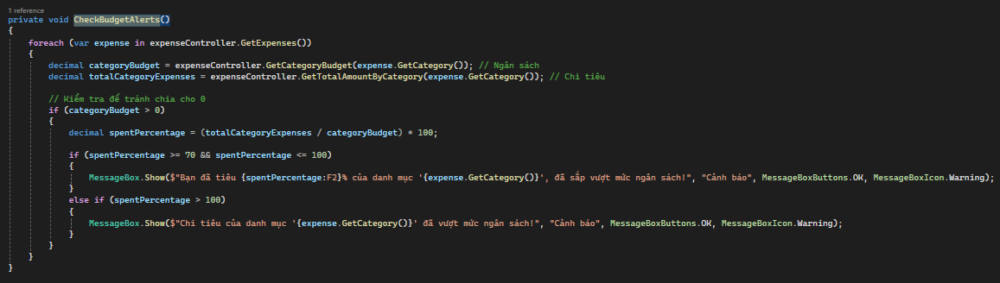 1 reference
private void CheckBudgetAlerts()
{
foreach (var expense in expenseController.GetExpenses())
{
decimal categoryBudget = expenseController.GetCategoryBudget(expense.GetCategory()); // Ngân sách
decimal totalCategoryExpenses = expenseController.GetTotalAmountByCategory(expense.GetCategory()); // Chi tiêu
// Kiểm tra để tránh chia cho 0
if (categoryBudget > 0)
{
decimal spentPercentage = (totalCategoryExpenses / categoryBudget) * 100;
if (spentPercentage >= 70 && spentPercentage <= 100)
{
MessageBox.Show($"Bạn đã tiêu {spentPercentage:F2}% của danh mục '{expense.GetCategory()}', đã sắp vượt mức ngân sách!", "Cảnh báo", MessageBoxButtons.OK, MessageBoxIcon.Warning);
}
else if (spentPercentage > 100)
{
MessageBox.Show($"Chi tiêu của danh mục '{expense.GetCategory()}' đã vượt mức ngân sách!", "Cảnh báo", MessageBoxButtons.OK, MessageBoxIcon.Warning);
}
}
}
}